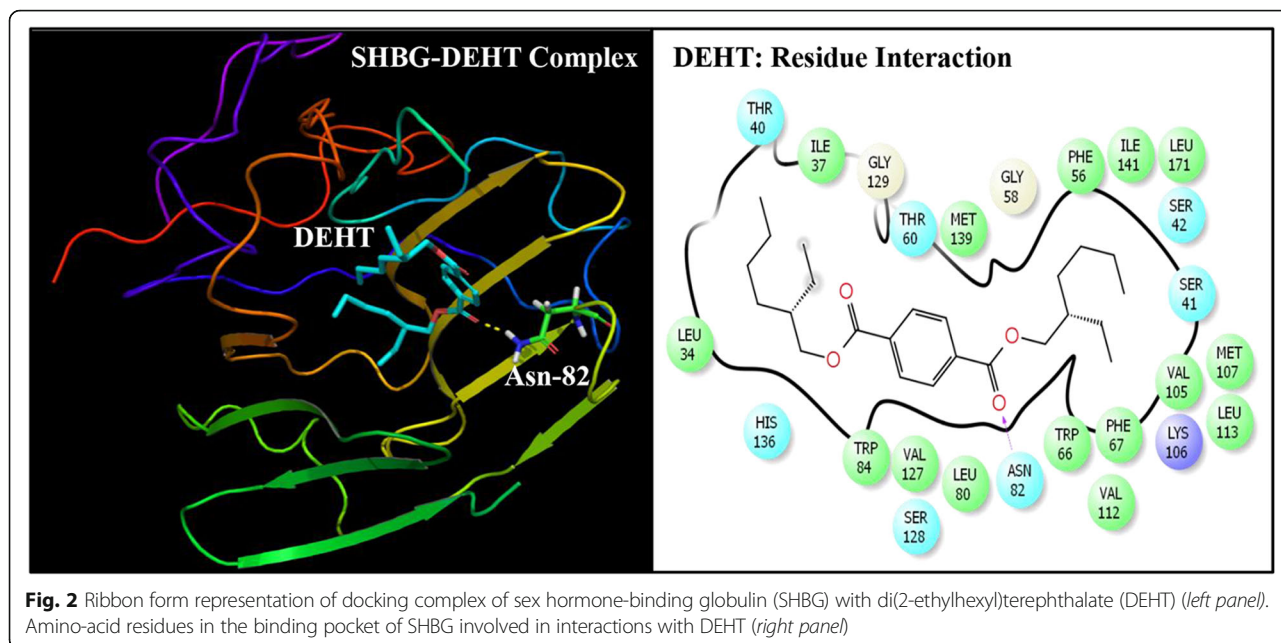 SHBG-DEHT Complex
DEHT
Asn-82
DEHT: Residue Interaction
THR
40
ILE
37
GLY
129
THR
60
MET
139
GLY
58
PHE
56
ILE
141
LEU
171
SER
42
SER
41
LEU
34
O
O
O
O
HIS
136
TRP
84
VAL
127
SER
128
LEU
80
ASN
82
TRP
66
PHE
67
VAL
112
VAL
105
LYS
106
MET
107
LEU
113
Fig. 2 Ribbon form representation of docking complex of sex hormone-binding globulin (SHBG) with di(2-ethylhexyl)terephthalate (DEHT) (left panel).
Amino-acid residues in the binding pocket of SHBG involved in interactions with DEHT (right panel)